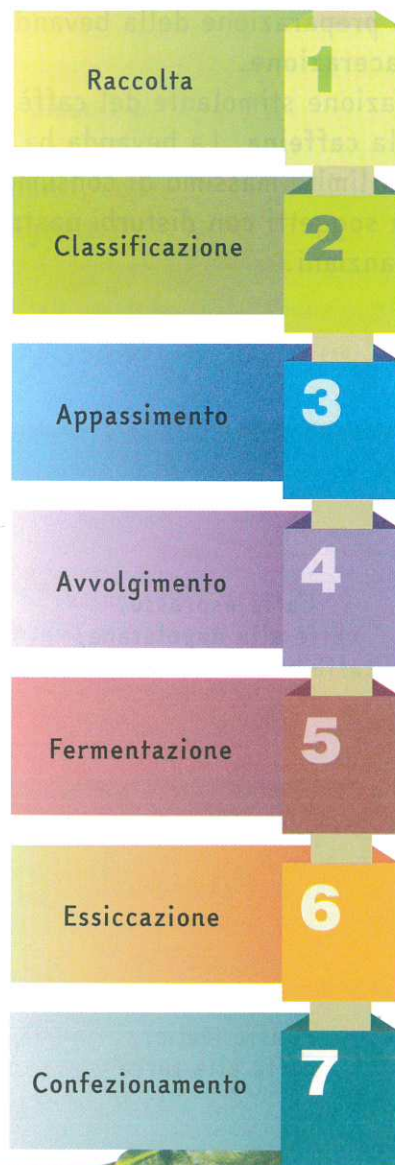 Raccolta 1
Classificazione 2
Appassimento 3
Avvolgimento 4
Fermentazione 5
Essiccazione 6
Confezionamento 7